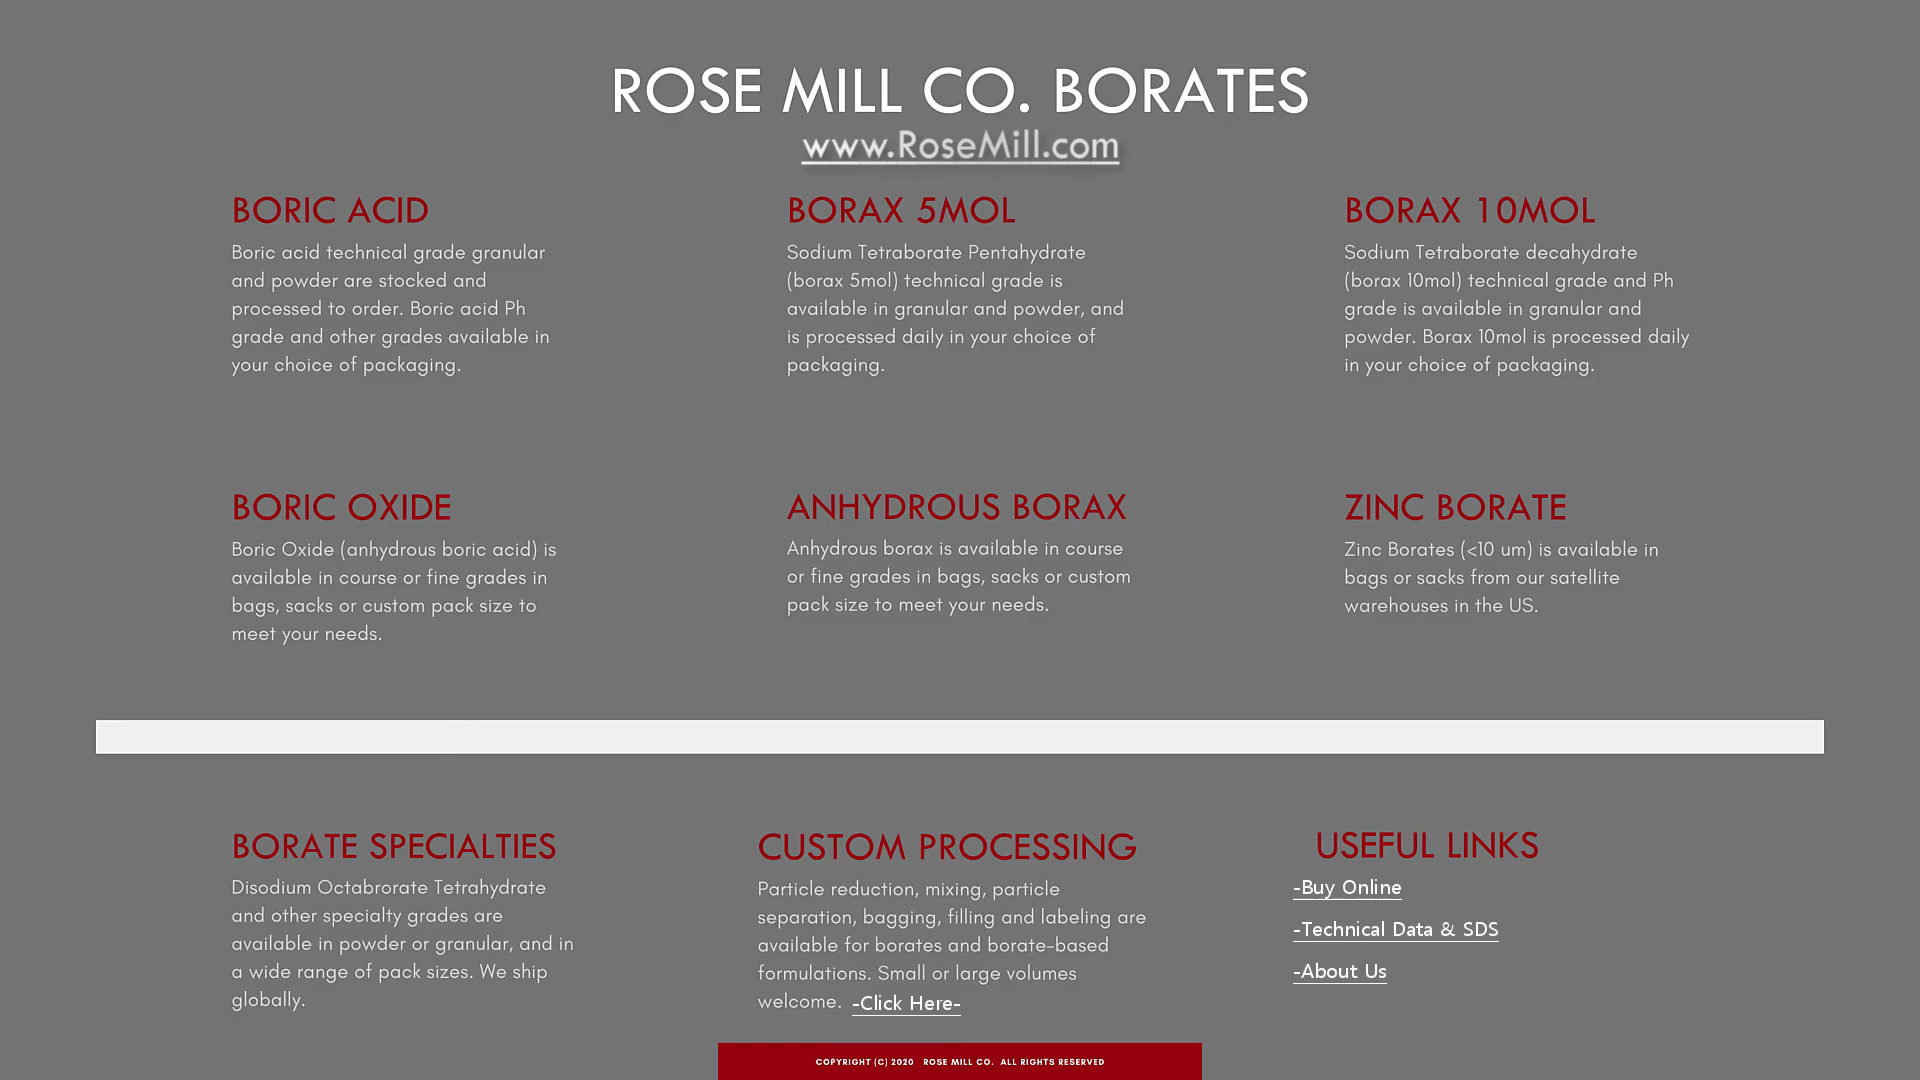 ROSE MILL CO. BORATES
www.RoseMill.com
BORIC ACID
Boric acid technical grade granular
and powder are stocked and
processed to order. Boric acid Ph
grade and other grades available in
your choice of packaging.
BORAX 5MOL
Sodium Tetraborate Pentahydrate
(borax 5mol) technical grade is
available in granular and powder, and
is processed daily in your choice of
packaging.
BORAX 10MOL
Sodium Tetraborate decahydrate
(borax 10mol) technical grade and Ph
grade is available in granular and
powder. Borax 10mol is processed daily
in your choice of packaging.
BORIC OXIDE
Boric Oxide (anhydrous boric acid) is
available in course or fine grades in
bags, sacks or custom pack size to
meet your needs.
ANHYDROUS BORAX
Anhydrous borax is available in course
or fine grades in bags, sacks or custom
pack size to meet your needs.
ZINC BORATE
Zinc Borates (<10 um) is available in
bags or sacks from our satellite
warehouses in the US.
BORATE SPECIALTIES
Disodium Octabrorate Tetrahydrate
and other specialty grades are
available in powder or granular, and in
a wide range of pack sizes. We ship
globally.
CUSTOM PROCESSING
Particle reduction, mixing, particle
separation, bagging, filling and labeling are
available for borates and borate-based
formulations. Small or large volumes
welcome. -Click Here-
USEFUL LINKS
-Buy Online
-Technical Data & SDS
-About Us
COPYRIGHT (C) 2020 ROSE MILL CO. ALL RIGHTS RESERVED